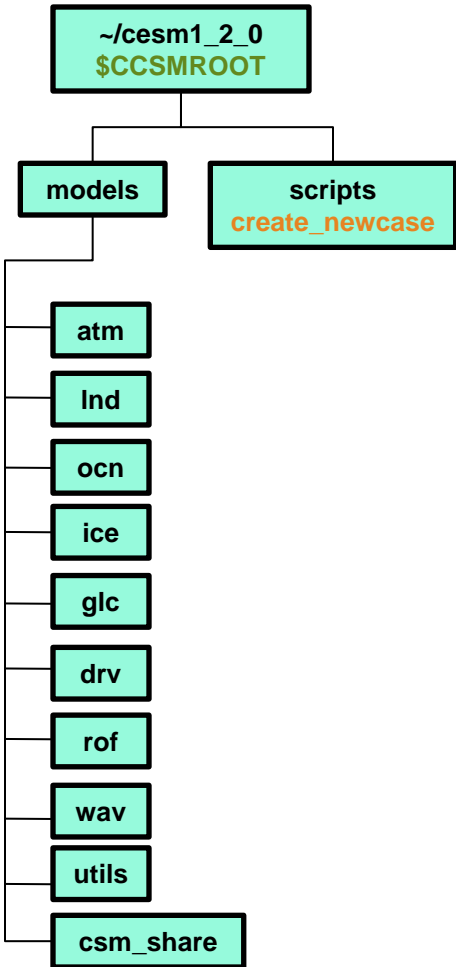 ~/cesm1_2_0
$CCSMROOT
models
scripts
create_newcase
atm
lnd
ocn
ice
glc
drv
rof
wav
utils
csm_share